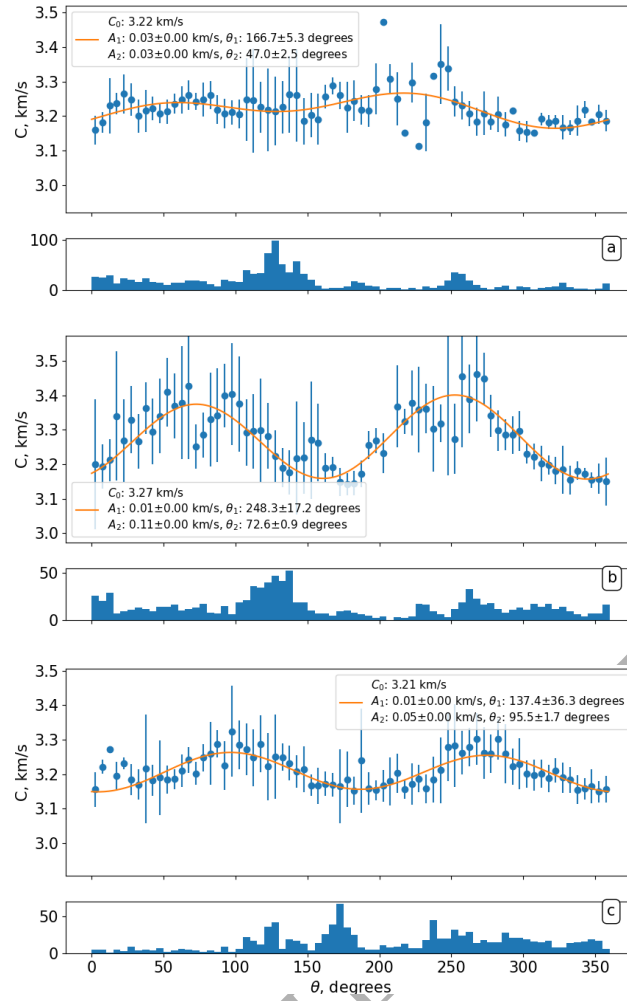 3.5
3.4
3.3
3.2
3.1
3.0
C, km/s
C₀: 3.22 km/s
A₁: 0.03±0.00 km/s, θ₁: 166.7±5.3 degrees
A₂: 0.03±0.00 km/s, θ₂: 47.0±2.5 degrees
100
0
a
3.5
3.4
3.3
3.2
3.1
3.0
C, km/s
C₀: 3.27 km/s
A₁: 0.01±0.00 km/s, θ₁: 248.3±17.2 degrees
A₂: 0.11±0.00 km/s, θ₂: 72.6±0.9 degrees
50
0
b
3.5
3.4
3.3
3.2
3.1
3.0
C, km/s
C₀: 3.21 km/s
A₁: 0.01±0.00 km/s, θ₁: 137.4±36.3 degrees
A₂: 0.05±0.00 km/s, θ₂: 95.5±1.7 degrees
50
0
c
0 50 100 150 200 250 300 350
θ, degrees